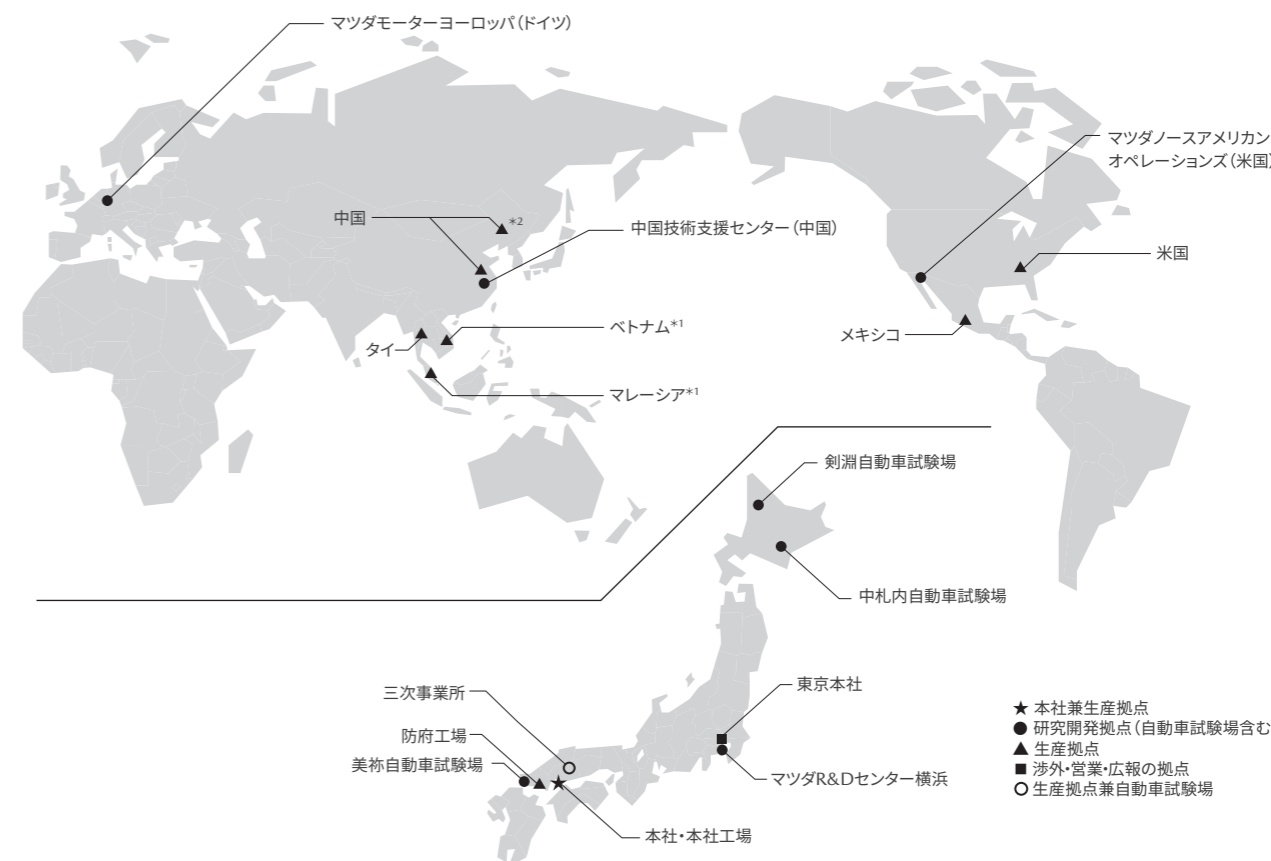 マツダモーターヨーロッパ（ドイツ）
マツダノースアメリカン
オペレーションズ（米国）
中国
*2
中国技術支援センター（中国）
米国
ベトナム*1
タイ
メキシコ
マレーシア*1
剣淵自動車試験場
中札内自動車試験場
東京本社
三次事業所
防府工場
美祢自動車試験場
マツダR&Dセンター横浜
本社・本社工場
★ 本社兼生産拠点
● 研究開発拠点（自動車試験場含む
▲ 生産拠点
■ 渉外・営業・広報の拠点
○ 生産拠点兼自動車試験場